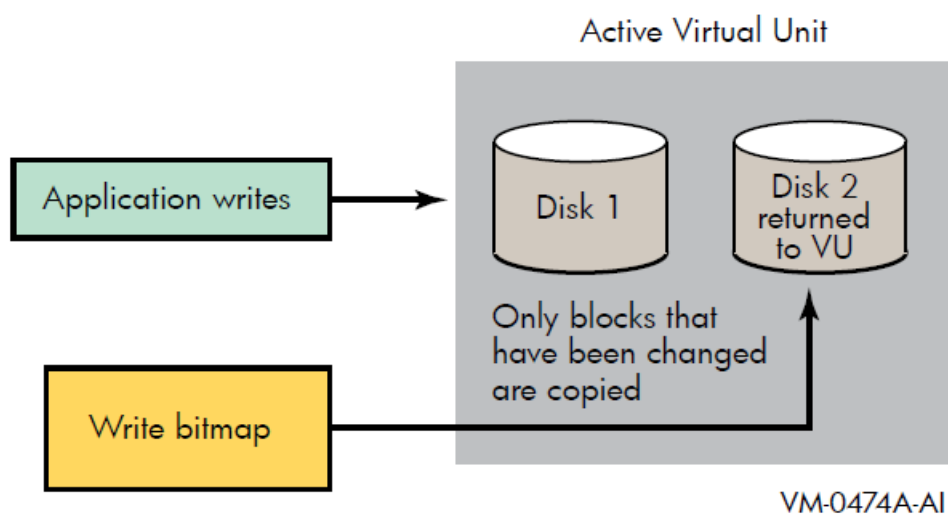 Active Virtual Unit
Application writes
Disk 1
Disk 2
returned
to VU
Only blocks that
have been changed
are copied
Write bitmap
VM-0474A-AI